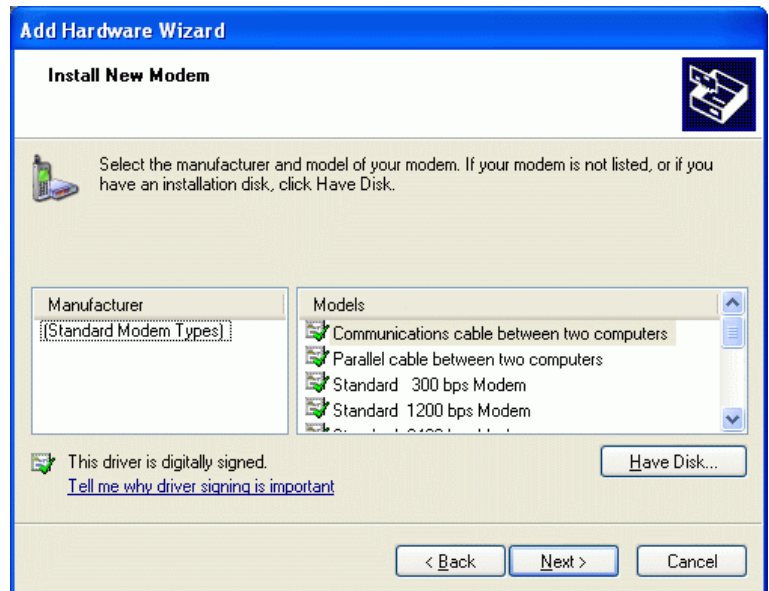 Add Hardware Wizard
Install New Modem
Select the manufacturer and model of your modem. If your modem is not listed, or if you
have an installation disk, click Have Disk.
Manufacturer
(Standard Modem Types)
Models
Communications cable between two computers
Parallel cable between two computers
Standard 300 bps Modem
Standard 1200 bps Modem
This driver is digitally signed.
Tell me why driver signing is important
Have Disk...
< Back
Next >
Cancel